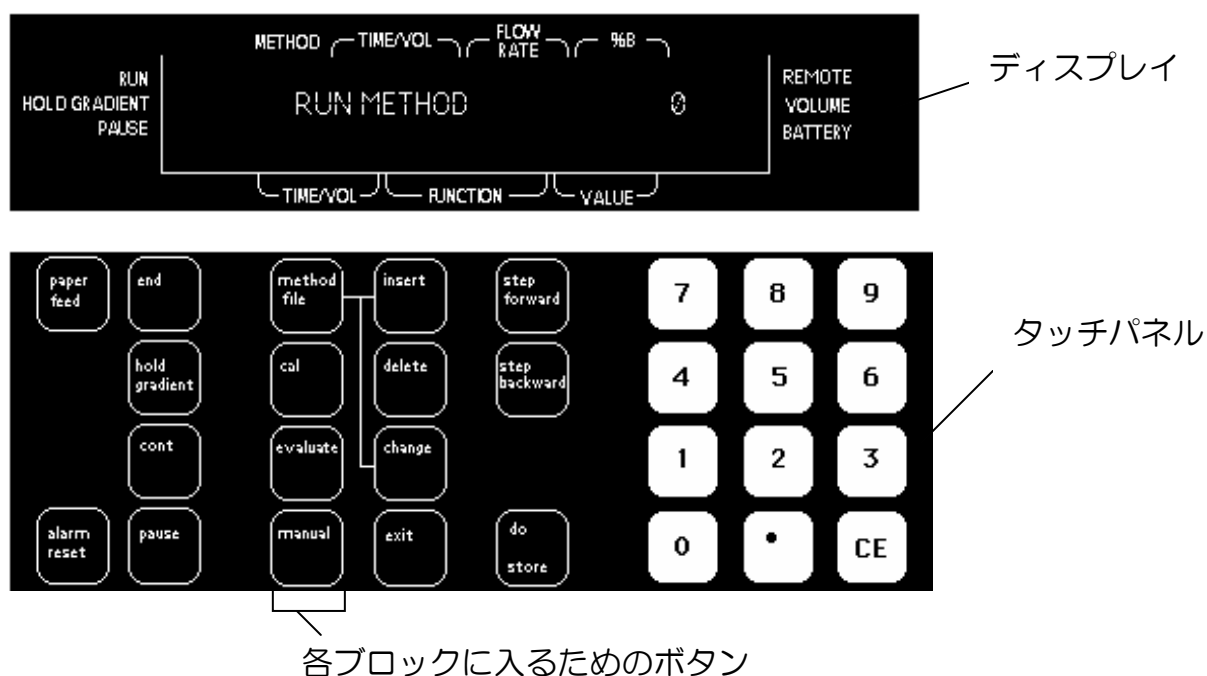 METHOD TIME/VOL FLOW RATE %B
RUN
HOLD GRADIENT
PAUSE
RUN METHOD 0
REMOTE
VOLUME
BATTERY
TIME/VOL FUNCTION VALUE
ディスプレイ
paper feed
end
method file
insert
step forward
7 8 9
hold gradient
cal
delete
step backward
4 5 6
cont
evaluate
change
1 2 3
alarm reset
pause
manual
exit
do store
0 • CE
タッチパネル
各ブロックに入るためのボタン